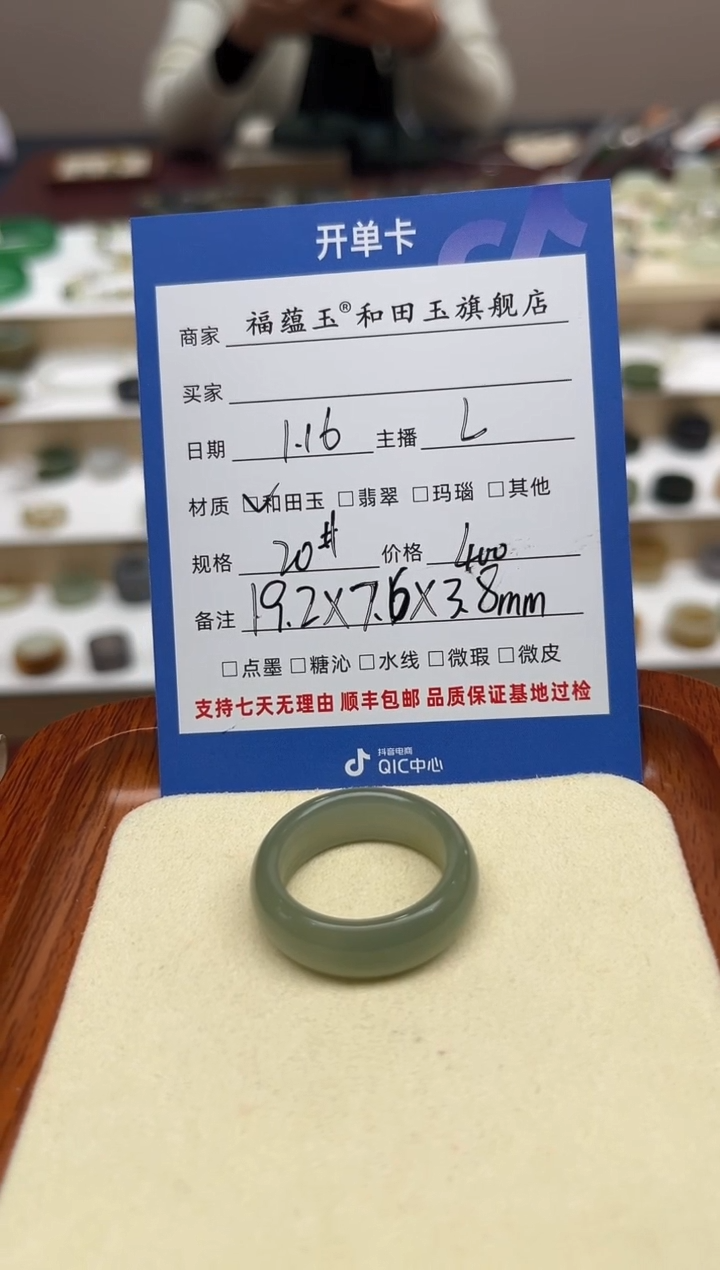 开单卡
商家 福蕴玉®和田玉旗舰店
买家
日期 1.16 主播 L
材质 ☑和田玉 □翡翠 □玛瑙 □其他
规格 20# 价格 400
备注 19.2X7.6X3.8mm
□点墨 □糖沁 □水线 □微瑕 □微皮
支持七天无理由 顺丰包邮 品质保证基地过检
抖音电商
QIC中心